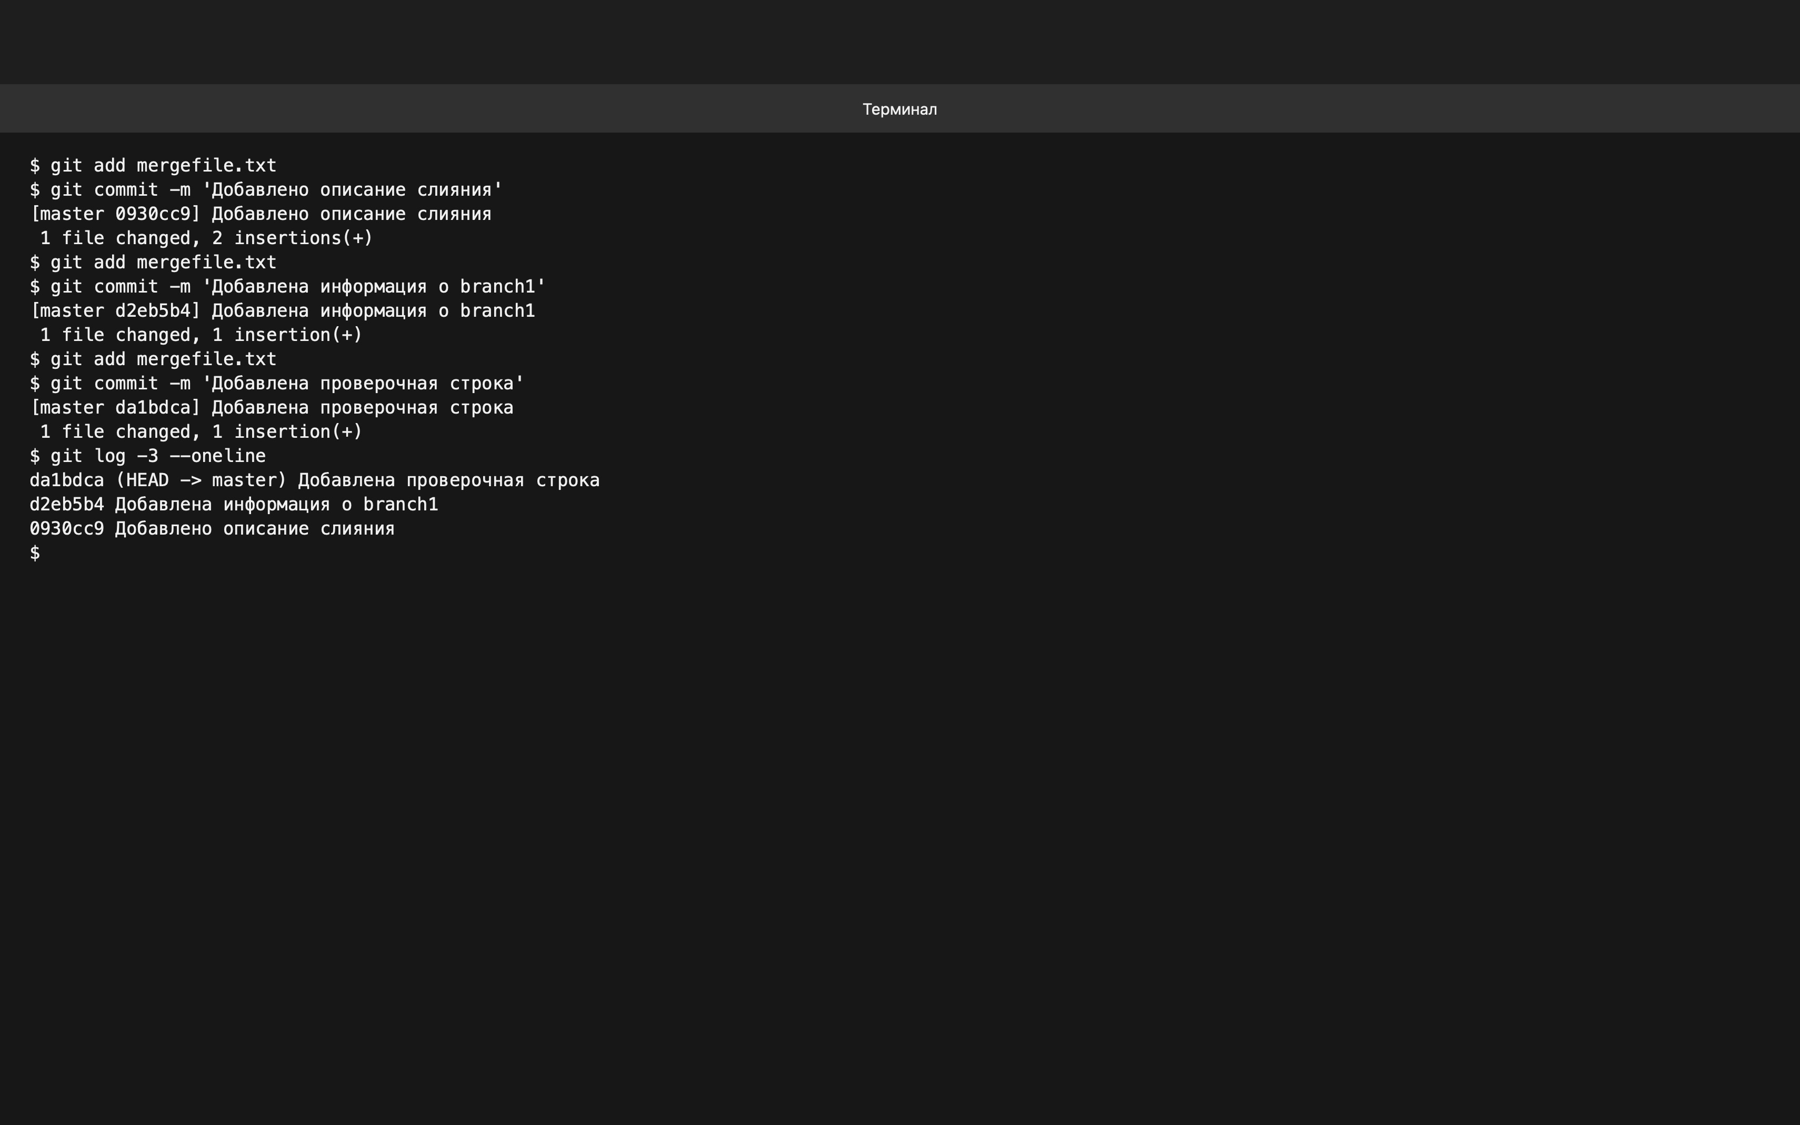 Терминал
$ git add mergefile.txt
$ git commit -m 'Добавлено описание слияния'
[master 0930cc9] Добавлено описание слияния
 1 file changed, 2 insertions(+)
$ git add mergefile.txt
$ git commit -m 'Добавлена информация о branch1'
[master d2eb5b4] Добавлена информация о branch1
 1 file changed, 1 insertion(+)
$ git add mergefile.txt
$ git commit -m 'Добавлена проверочная строка'
[master da1bdca] Добавлена проверочная строка
 1 file changed, 1 insertion(+)
$ git log -3 --oneline
da1bdca (HEAD -> master) Добавлена проверочная строка
d2eb5b4 Добавлена информация о branch1
0930cc9 Добавлено описание слияния
$